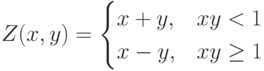 Z(x, y) = { x + y, xy < 1
x − y, xy ≥ 1